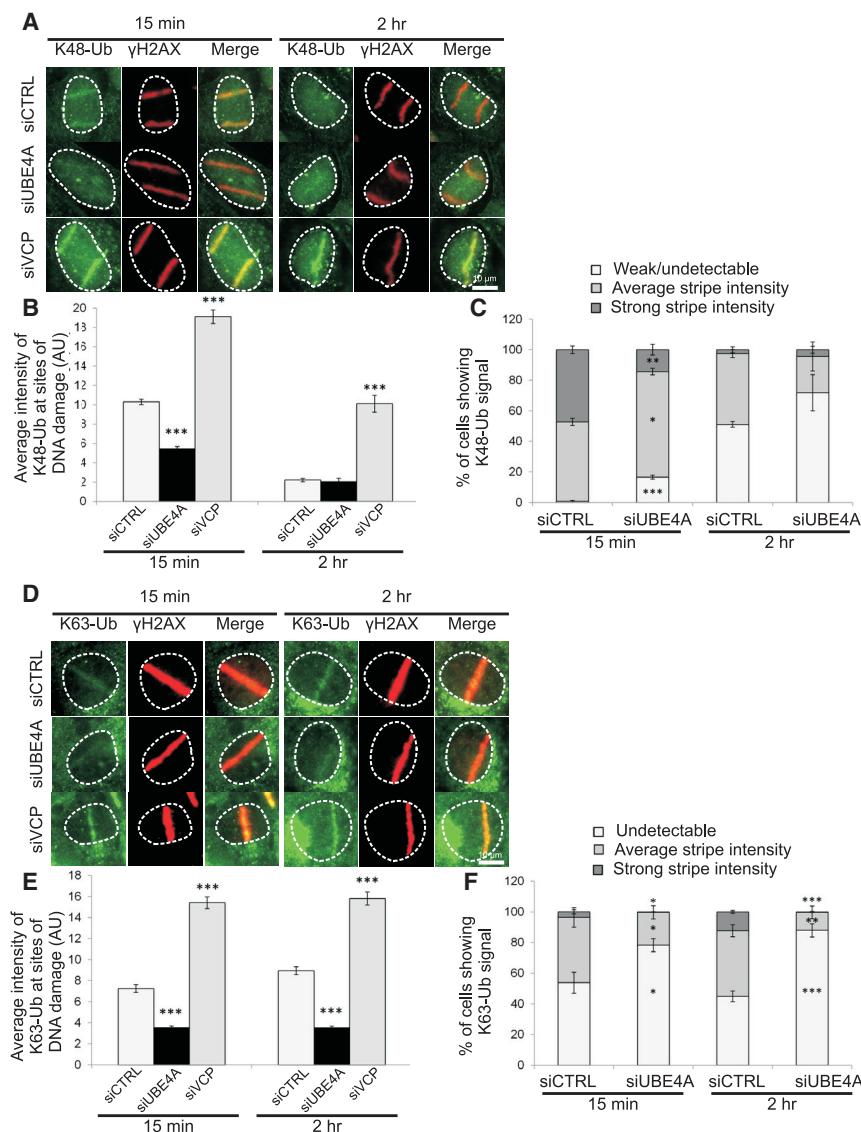 A
15 min
2 hr
K48-Ub γH2AX Merge
K48-Ub γH2AX Merge
siCTRL
siUBE4A
siVCP
10 μm
B
Average intensity of
K48-Ub at sites of
DNA damage (AU)
20
18
16
14
12
10
8
6
4
2
0
***
***
***
siCTRL
siUBE4A
siVCP
siCTRL
siUBE4A
siVCP
15 min
2 hr
C
Weak/undetectable
Average stripe intensity
Strong stripe intensity
% of cells showing
K48-Ub signal
120
100
80
60
40
20
0
**
*
***
siCTRL siUBE4A siCTRL siUBE4A
15 min
2 hr
D
15 min
2 hr
K63-Ub γH2AX Merge
K63-Ub γH2AX Merge
siCTRL
siUBE4A
siVCP
10 μm
E
Average intensity of
K63-Ub at sites of
DNA damage (AU)
18
16
14
12
10
8
6
4
2
0
***
***
***
***
siCTRL
siUBE4A
siVCP
siCTRL
siUBE4A
siVCP
15 min
2 hr
F
Undetectable
Average stripe intensity
Strong stripe intensity
% of cells showing
K63-Ub signal
120
100
80
60
40
20
0
*
*
*
***
**
***
siCTRL siUBE4A siCTRL siUBE4A
15 min
2 hr